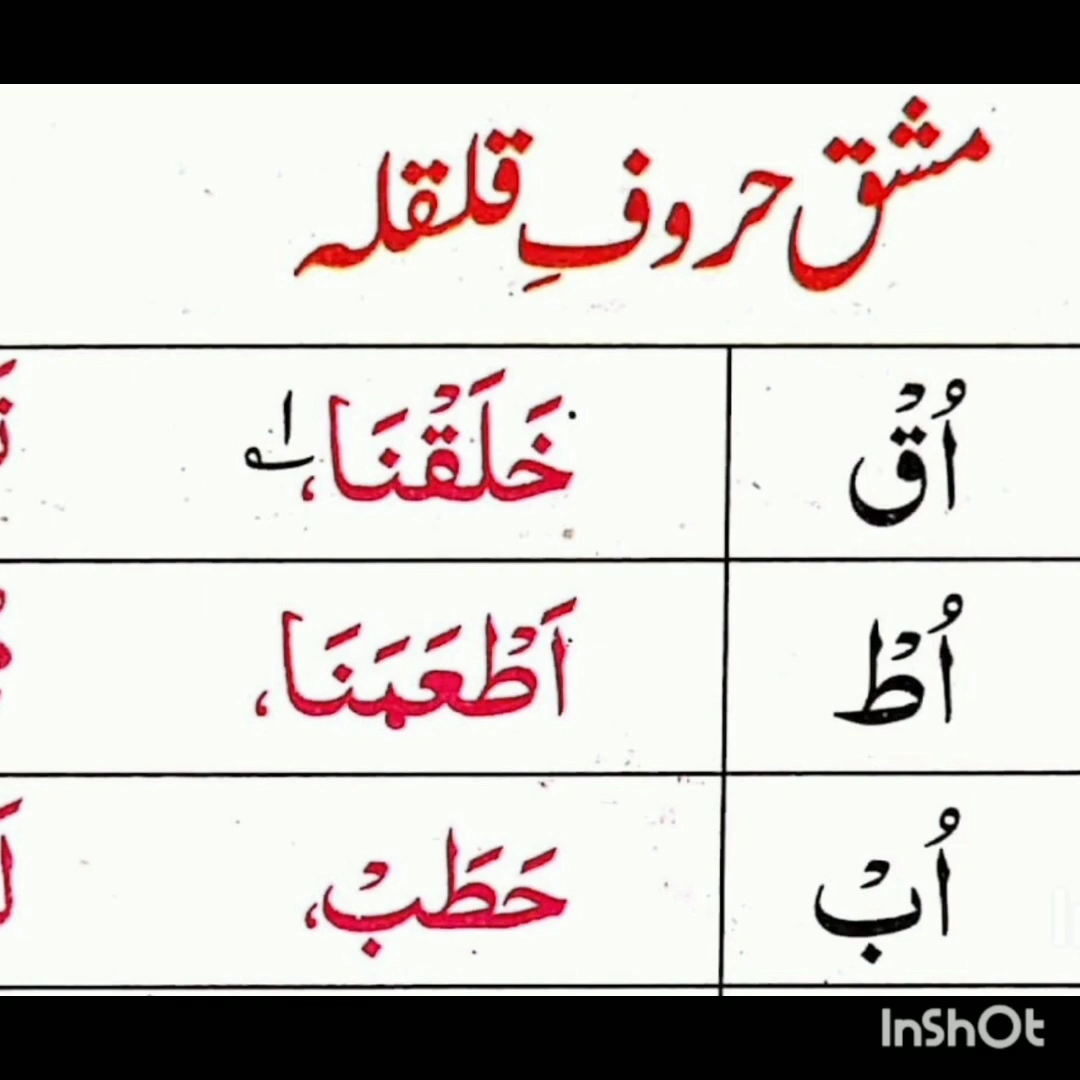 مشق حروفِ قلقلہ
اُقْ خَلَقْنَا،
اُطْ اَطْعَمَنَا،
اُبْ حَطَبْ،
InShOt